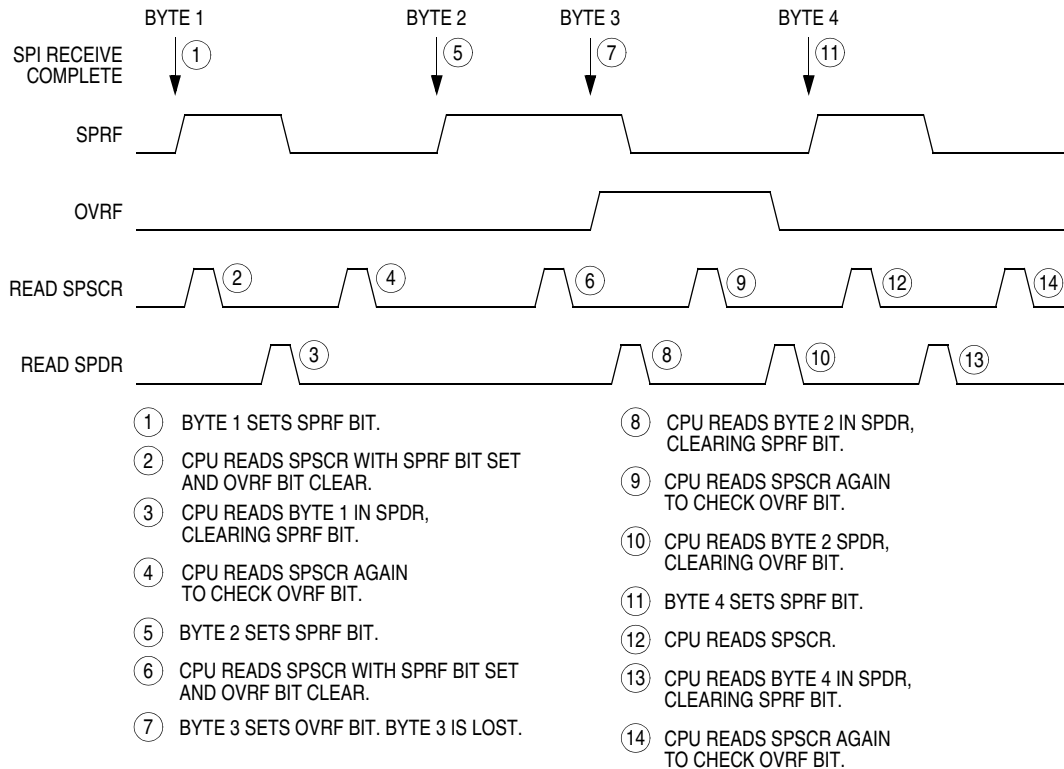 BYTE 1 BYTE 2 BYTE 3 BYTE 4
SPI RECEIVE
COMPLETE
1 5 7 11
SPRF
OVRF
READ SPSCR
2 4 6 9 12 14
READ SPDR
3 8 10 13
1 BYTE 1 SETS SPRF BIT.
2 CPU READS SPSCR WITH SPRF BIT SET
AND OVRF BIT CLEAR.
3 CPU READS BYTE 1 IN SPDR,
CLEARING SPRF BIT.
4 CPU READS SPSCR AGAIN
TO CHECK OVRF BIT.
5 BYTE 2 SETS SPRF BIT.
6 CPU READS SPSCR WITH SPRF BIT SET
AND OVRF BIT CLEAR.
7 BYTE 3 SETS OVRF BIT. BYTE 3 IS LOST.
8 CPU READS BYTE 2 IN SPDR,
CLEARING SPRF BIT.
9 CPU READS SPSCR AGAIN
TO CHECK OVRF BIT.
10 CPU READS BYTE 2 SPDR,
CLEARING OVRF BIT.
11 BYTE 4 SETS SPRF BIT.
12 CPU READS SPSCR.
13 CPU READS BYTE 4 IN SPDR,
CLEARING SPRF BIT.
14 CPU READS SPSCR AGAIN
TO CHECK OVRF BIT.